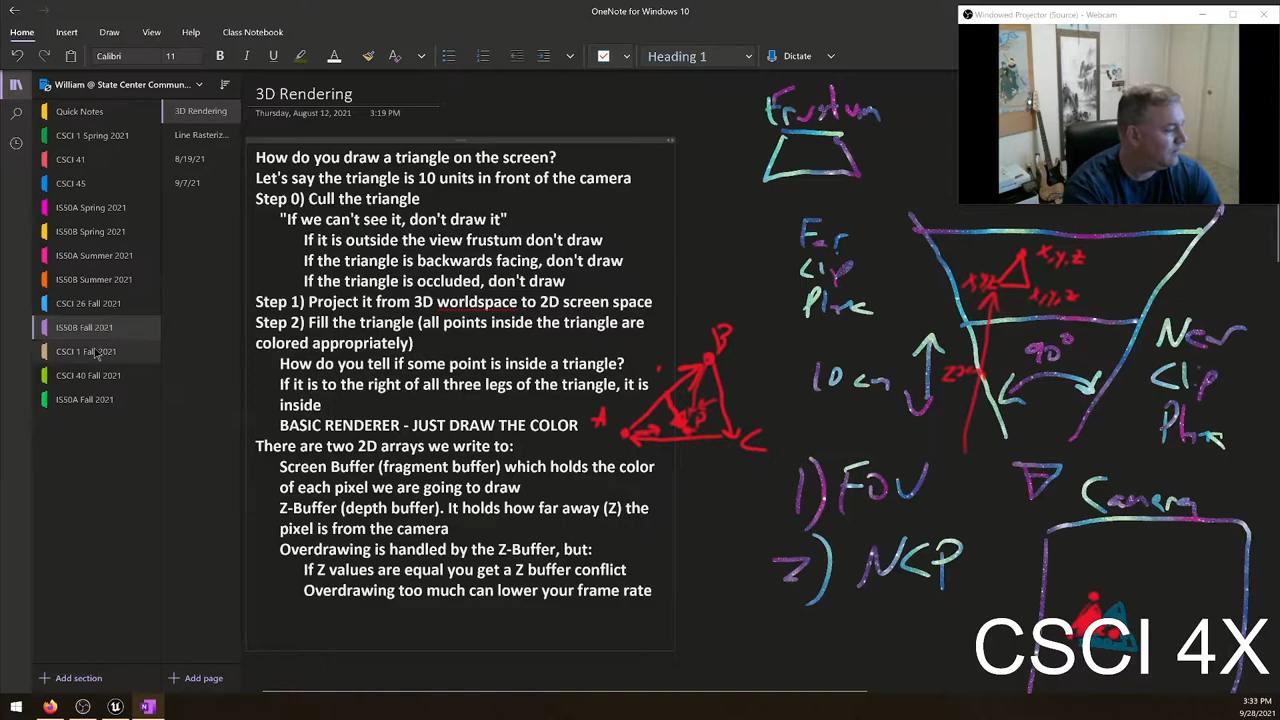 OneNote for Windows 10
Windowed Projector (Source) - Webcam
Home
Insert
Draw
View
Help
Class Notebook
Calibri
11
B
I
U
A
Heading 1
Dictate
William @ State Center Commun...
Quick Notes
CSCI 1 Spring 2021
CSCI 41
CSCI 45
ISS0A Spring 2021
ISS0B Spring 2021
ISS0A Summer 2021
ISS0B Summer 2021
CSCI 26 Fall 2021
ISS0B Fall 2021
CSCI 1 Fall 2021
CSCI 40 Fall 2021
ISS0A Fall 2021
Add section
3D Rendering
Line Rasteriz...
8/19/21
9/7/21
Add page
3D Rendering
Thursday, August 12, 2021
3:19 PM
How do you draw a triangle on the screen?
Let's say the triangle is 10 units in front of the camera
Step 0) Cull the triangle
"If we can't see it, don't draw it"
If it is outside the view frustum don't draw
If the triangle is backwards facing, don't draw
If the triangle is occluded, don't draw
Step 1) Project it from 3D worldspace to 2D screen space
Step 2) Fill the triangle (all points inside the triangle are
colored appropriately)
How do you tell if some point is inside a triangle?
If it is to the right of all three legs of the triangle, it is
inside
BASIC RENDERER - JUST DRAW THE COLOR
There are two 2D arrays we write to:
Screen Buffer (fragment buffer) which holds the color
of each pixel we are going to draw
Z-Buffer (depth buffer). It holds how far away (Z) the
pixel is from the camera
Overdrawing is handled by the Z-Buffer, but:
If Z values are equal you get a Z buffer conflict
Overdrawing too much can lower your frame rate
A
B
C
P
Frustum
Far
Clip
Plane
x,y,z
x,y,z
x,y,z
10 cm
90°
Near
Clip
Plane
1) FOV
Camera
2) NCP
CSCI 4X
3:33 PM
9/28/2021